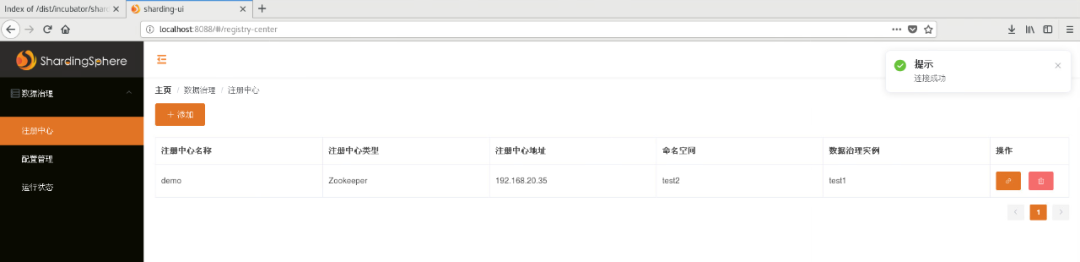 Index of /dist/incubator/shar
sharding-ui
localhost:8088/#/registry-center
ShardingSphere
提示
连接成功
数据治理
主页 / 数据治理 / 注册中心
+ 添加
注册中心
配置管理
运行状态
注册中心名称 注册中心类型 注册中心地址 命名空间 数据治理实例 操作
demo Zookeeper 192.168.20.35 test2 test1
1